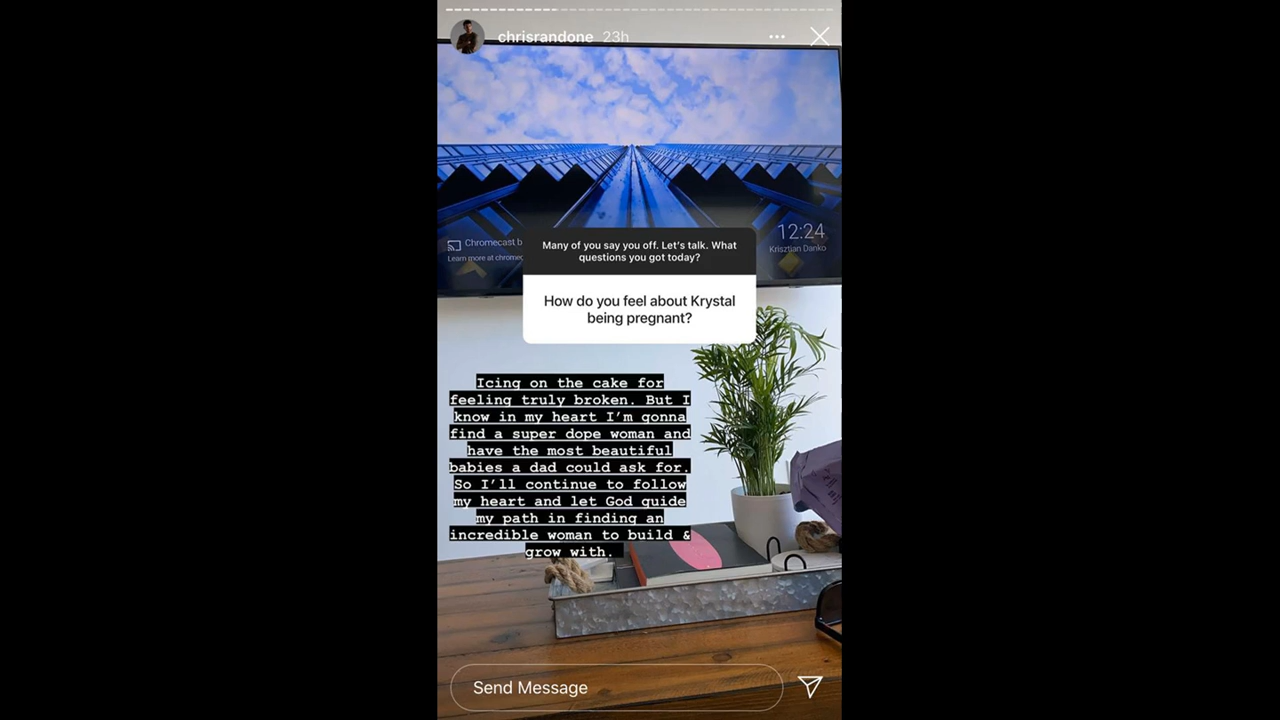 chrisrandone 23h
Chromecast b
Learn more at chromec
12:24
Krisztian Danko
Many of you say you off. Let's talk. What
questions you got today?
How do you feel about Krystal
being pregnant?
Icing on the cake for
feeling truly broken. But I
know in my heart I'm gonna
find a super dope woman and
have the most beautiful
babies a dad could ask for.
So I'll continue to follow
my heart and let God guide
my path in finding an
incredible woman to build &
grow with.
Send Message